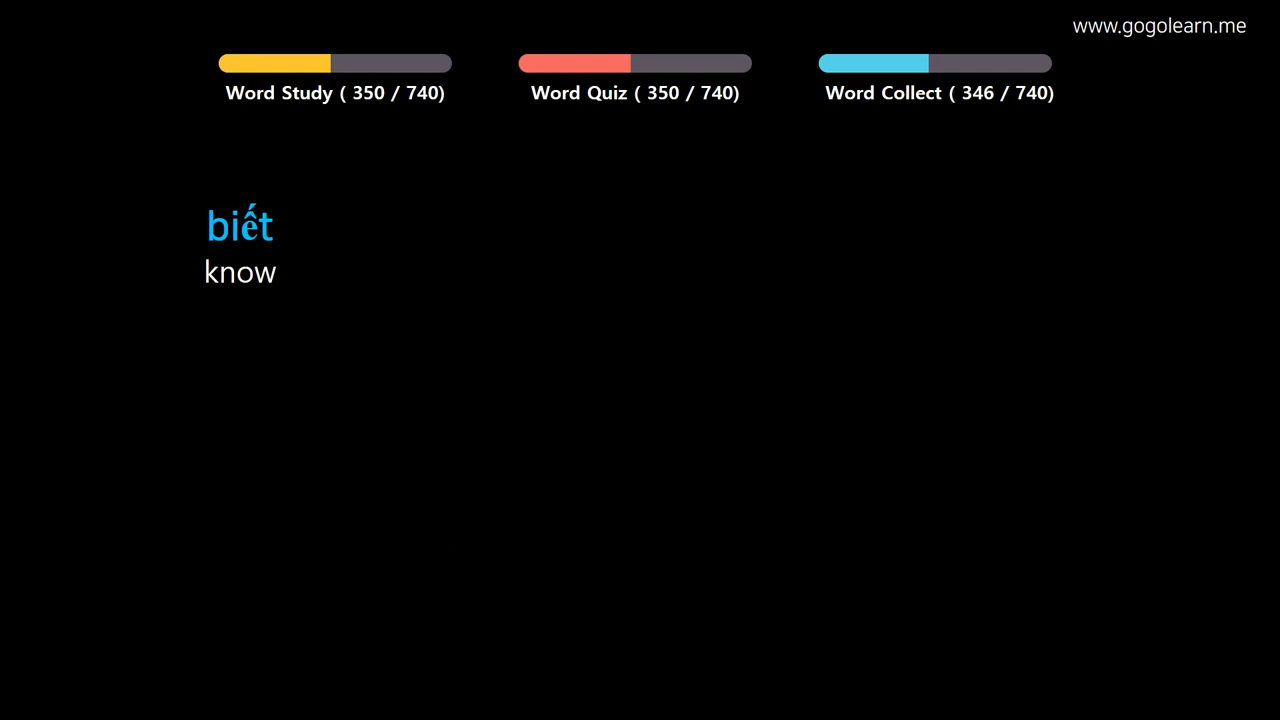 www.gogolearn.me
Word Study ( 350 / 740)
Word Quiz ( 350 / 740)
Word Collect ( 346 / 740)
biết
know